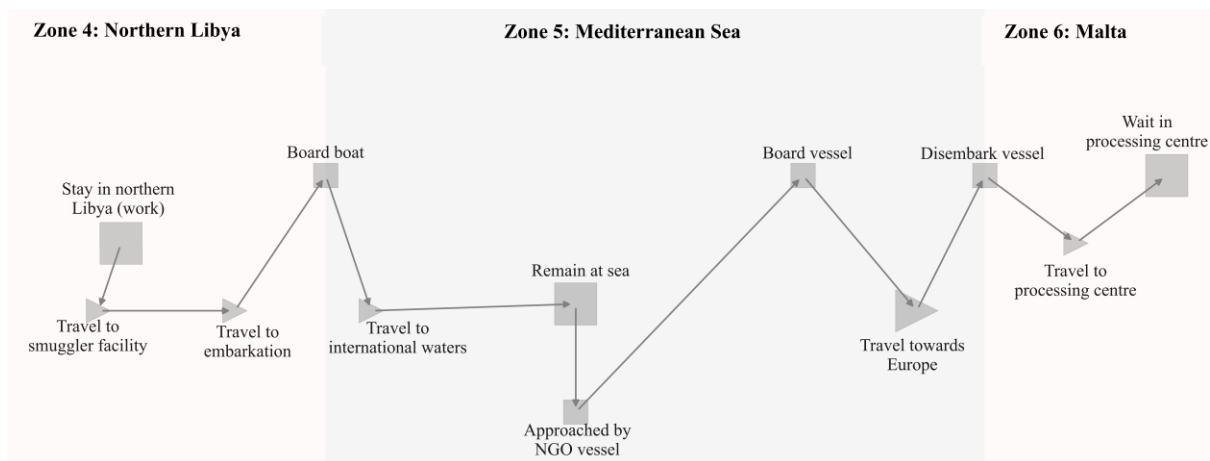 Zone 4: Northern Libya
Zone 5: Mediterranean Sea
Zone 6: Malta
Stay in northern
Libya (work)
Travel to
smuggler facility
Travel to
embarkation
Board boat
Travel to
international waters
Remain at sea
Approached by
NGO vessel
Board vessel
Travel towards
Europe
Disembark vessel
Travel to
processing centre
Wait in
processing centre